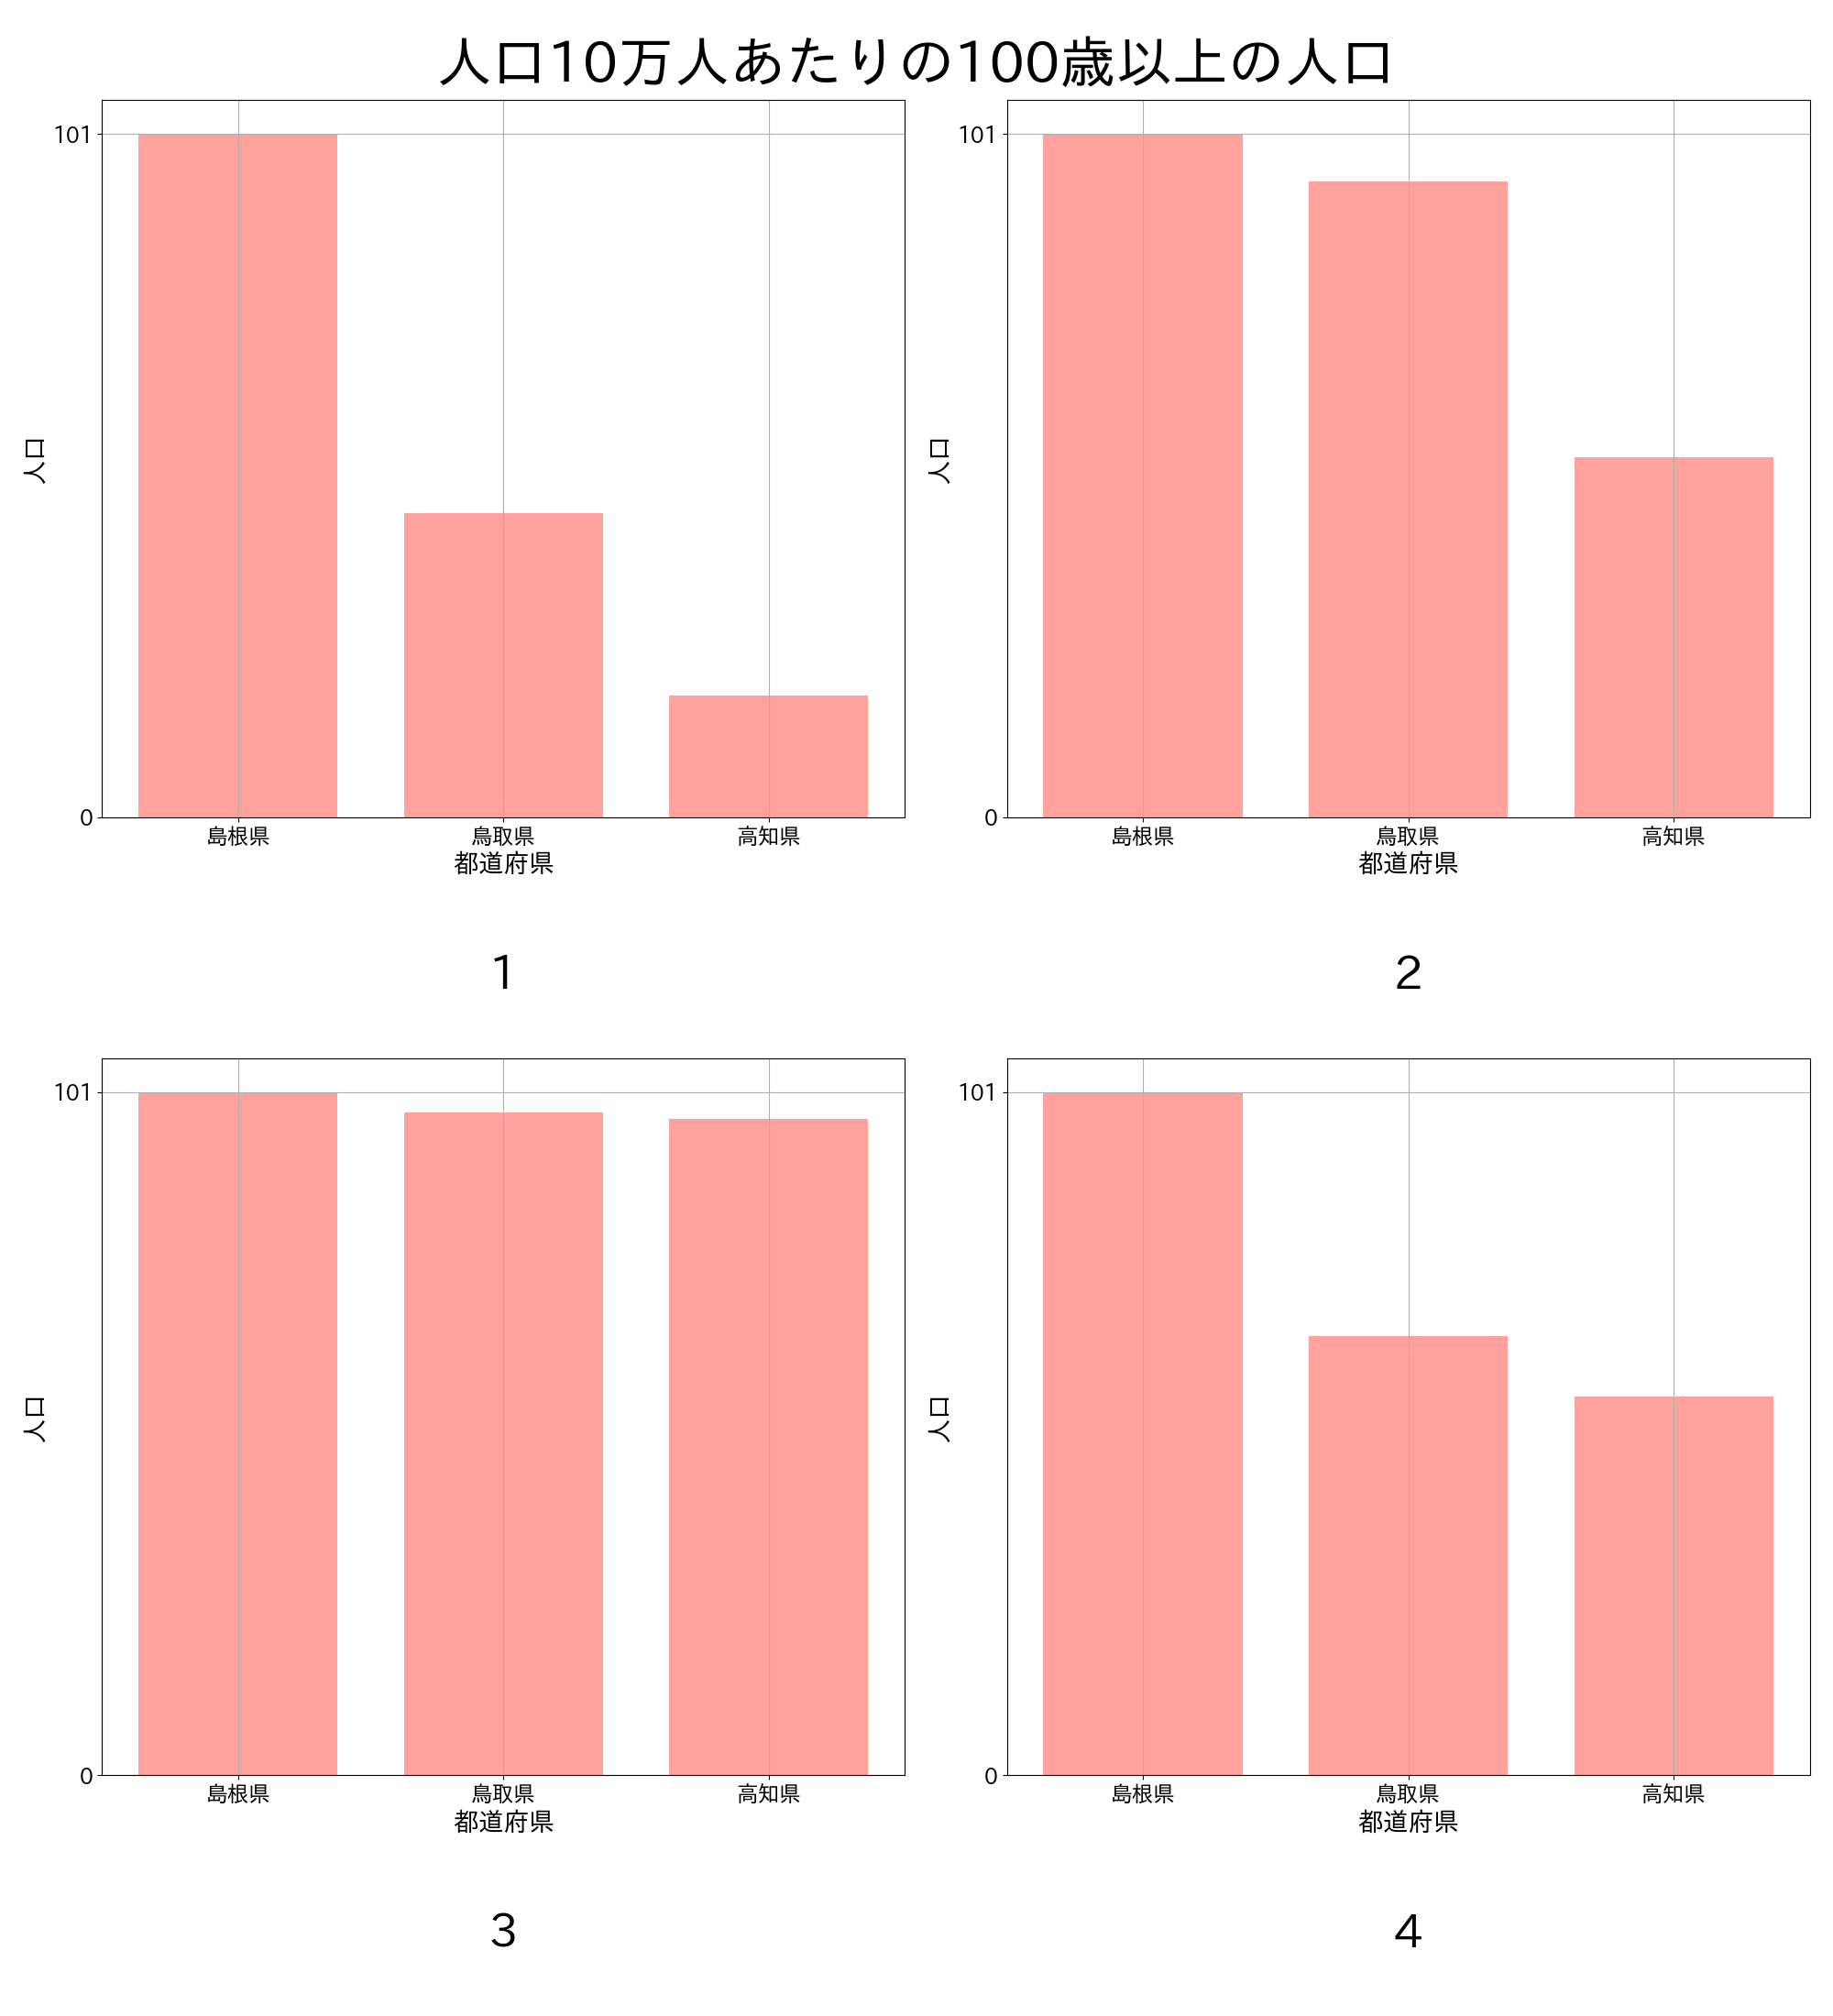 人口10万人あたりの100歳以上の人口
101
0
人口
島根県 鳥取県 高知県
都道府県
1
101
0
人口
島根県 鳥取県 高知県
都道府県
2
101
0
人口
島根県 鳥取県 高知県
都道府県
3
101
0
人口
島根県 鳥取県 高知県
都道府県
4